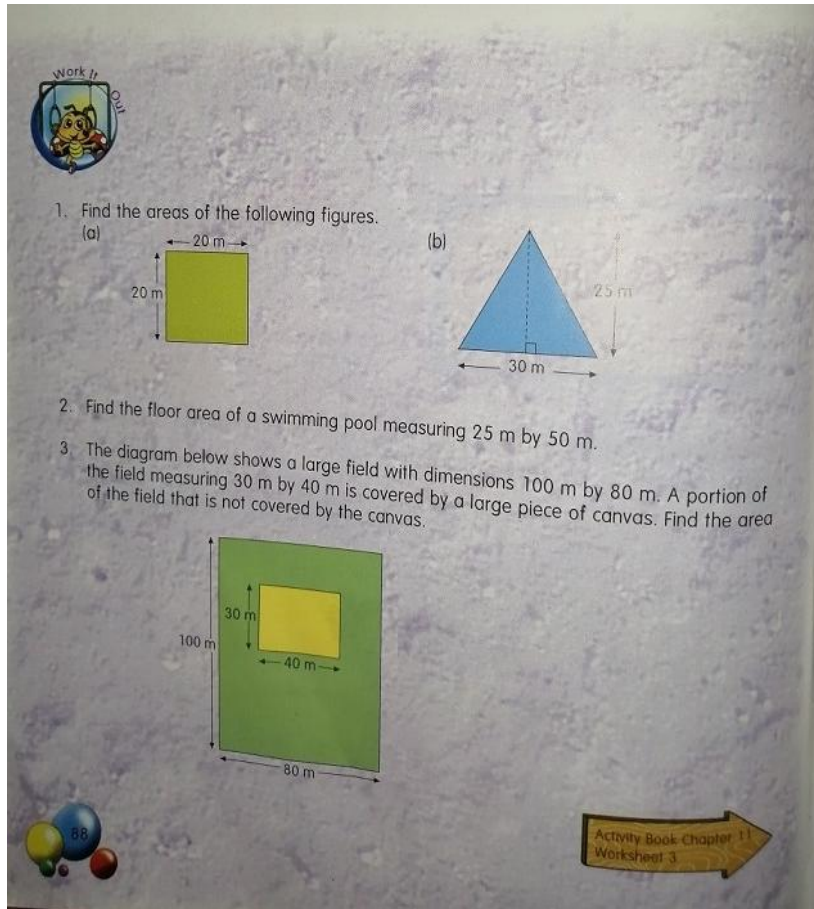 Work It Out
1. Find the areas of the following figures.
(a)
20 m
20 m
(b)
25 m
30 m
2. Find the floor area of a swimming pool measuring 25 m by 50 m.
3 The diagram below shows a large field with dimensions 100 m by 80 m. A portion of
the field measuring 30 m by 40 m is covered by a large piece of canvas. Find the area
of the field that is not covered by the canvas.
30 m
100 m
40 m
80 m
88
Activity Book Chapter 11
Worksheet 3